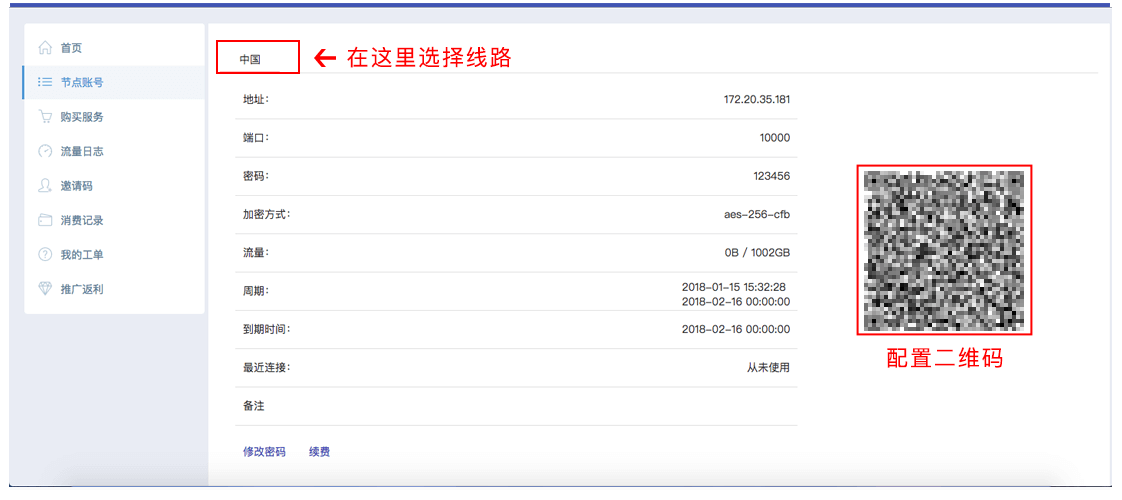 首页
节点账号
购买服务
流量日志
邀请码
消费记录
我的工单
推广返利
中国
在这里选择线路
地址: 172.20.35.181
端口: 10000
密码: 123456
加密方式: aes-256-cfb
流量: 0B / 1002GB
周期: 2018-01-15 15:32:28
2018-02-16 00:00:00
到期时间: 2018-02-16 00:00:00
最近连接: 从未使用
备注
修改密码 续费
配置二维码